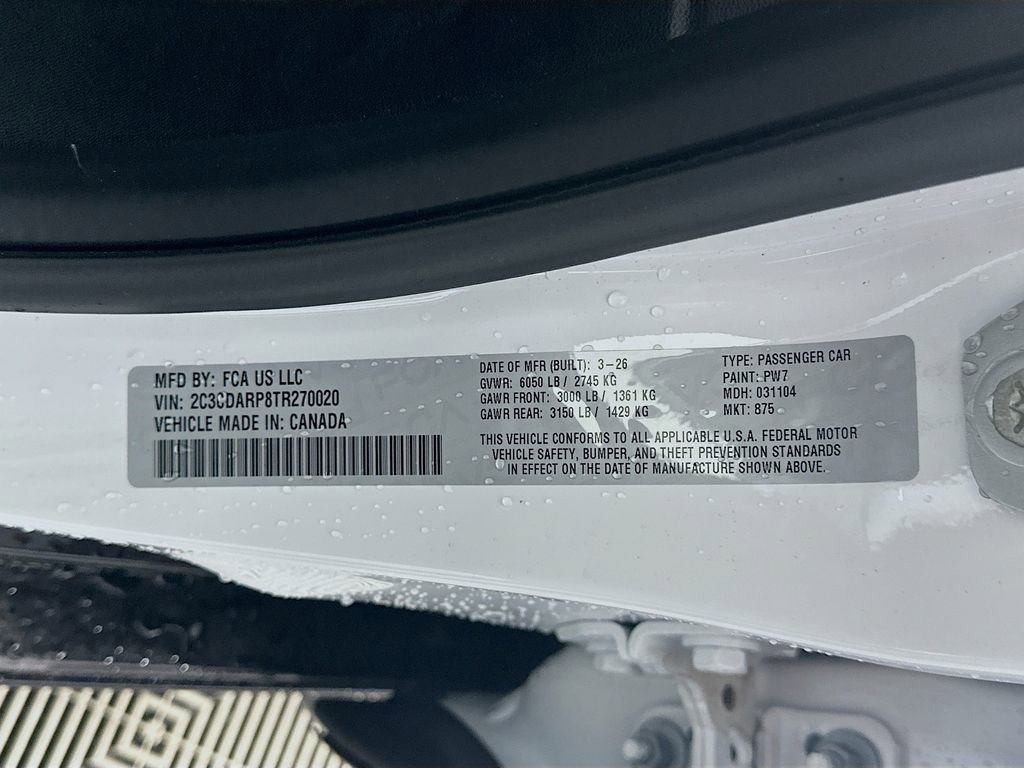 MFD BY: FCA US LLC
VIN: 2C3CDARP8TR270020
VEHICLE MADE IN: CANADA
DATE OF MFR (BUILT): 3-26
GVWR: 6050 LB / 2745 KG
GAWR FRONT: 3000 LB / 1361 KG
GAWR REAR: 3150 LB / 1429 KG
TYPE: PASSENGER CAR
PAINT: PW7
MDH: 031104
MKT: 875
THIS VEHICLE CONFORMS TO ALL APPLICABLE U.S.A. FEDERAL MOTOR
VEHICLE SAFETY, BUMPER, AND THEFT PREVENTION STANDARDS
IN EFFECT ON THE DATE OF MANUFACTURE SHOWN ABOVE.